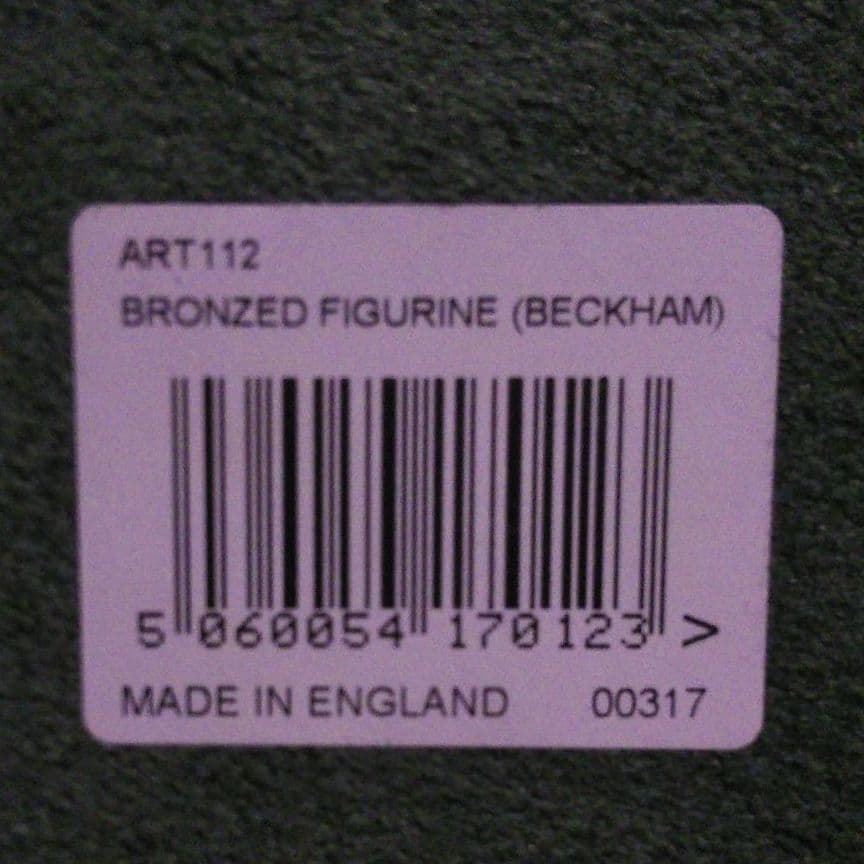 ART112
BRONZED FIGURINE (BECKHAM)
5 060054 170123 >
MADE IN ENGLAND 00317